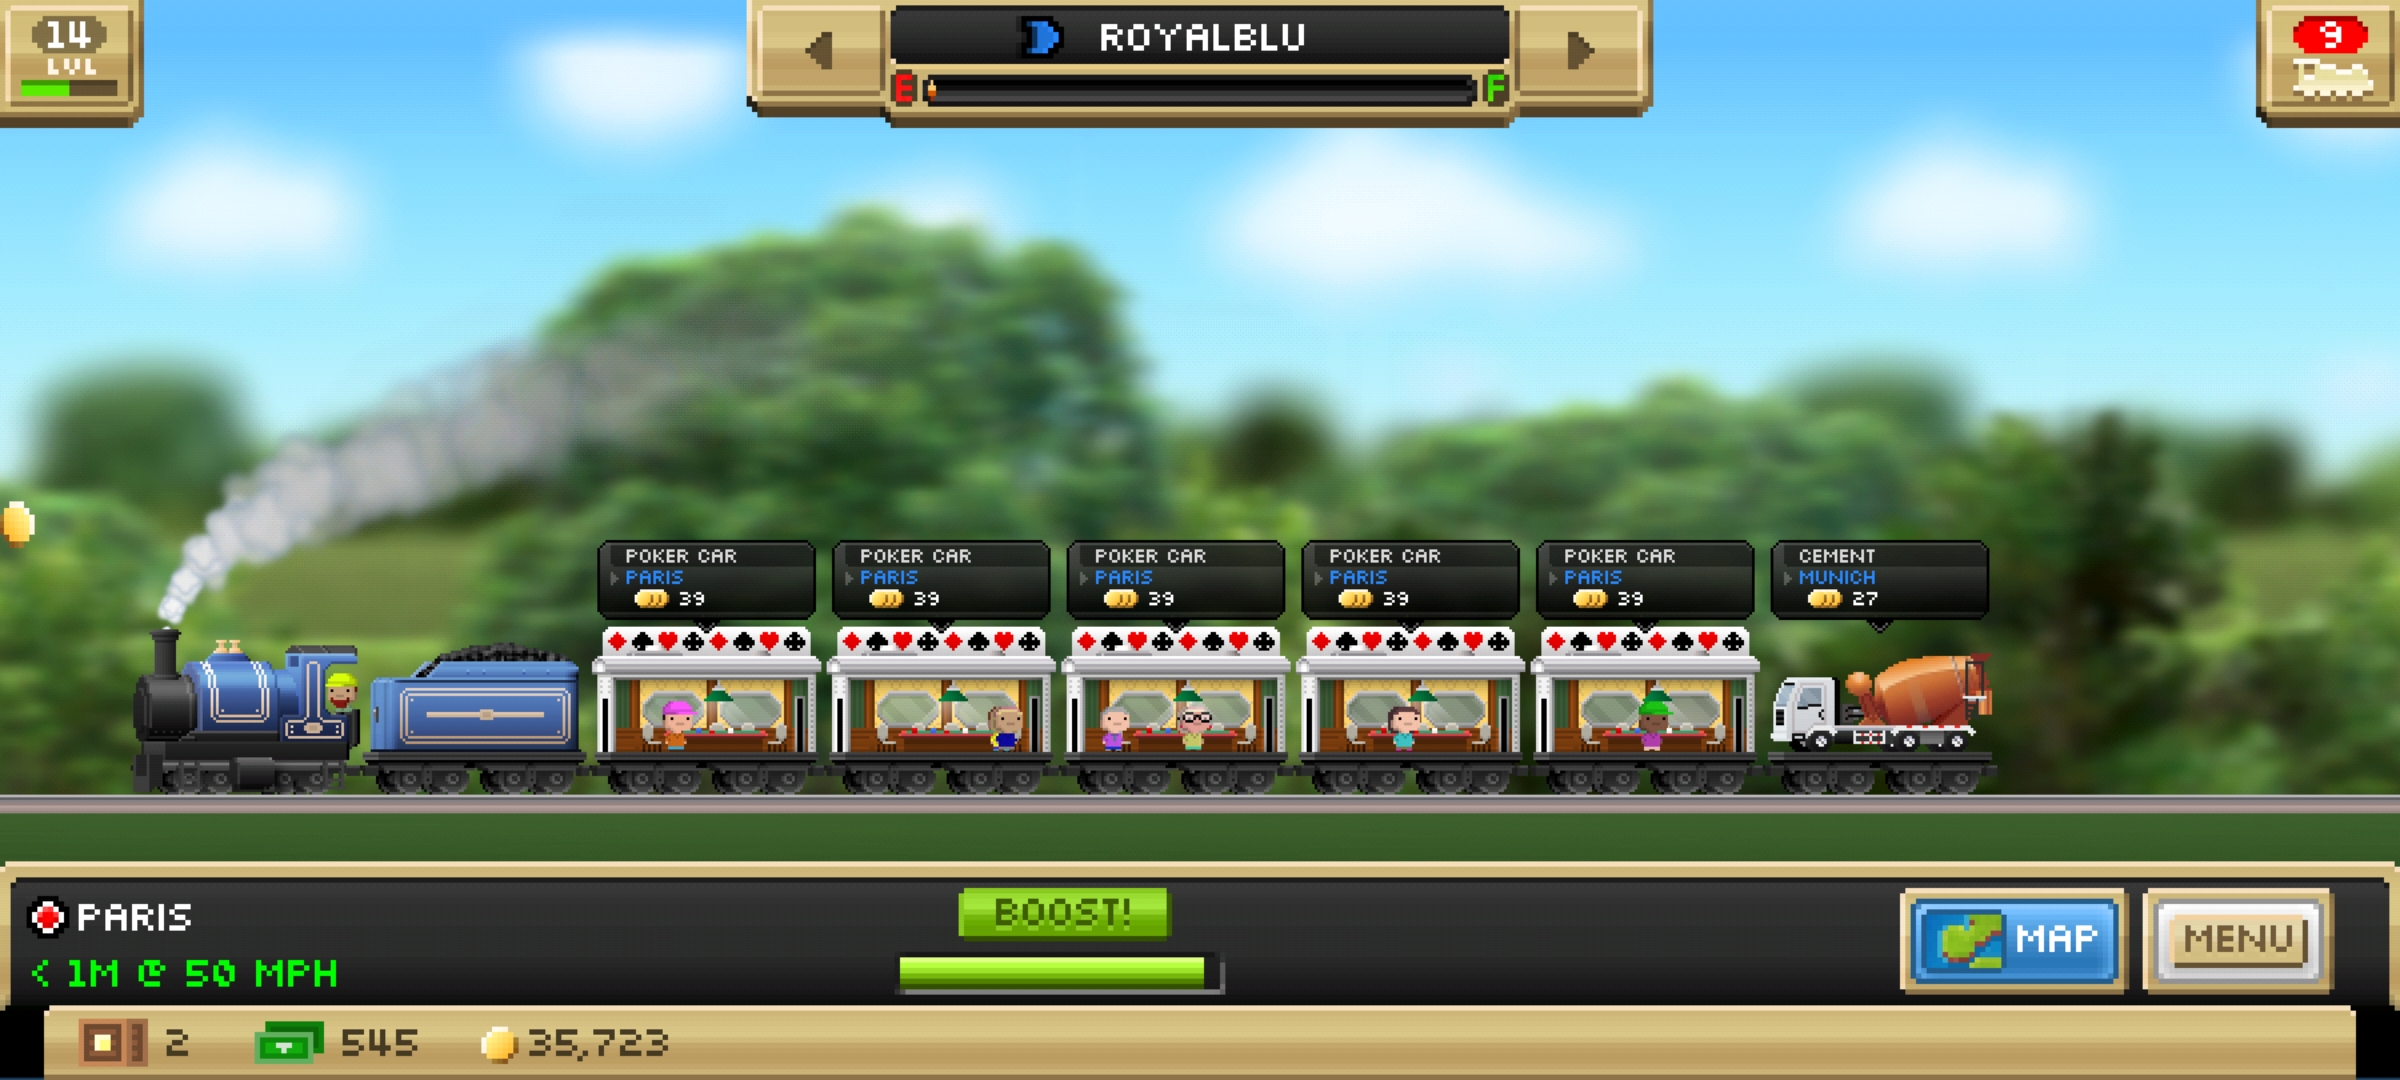 14
LVL
ROYALBLU
E F
9
POKER CAR
PARIS
39
POKER CAR
PARIS
39
POKER CAR
PARIS
39
POKER CAR
PARIS
39
POKER CAR
PARIS
39
CEMENT
MUNICH
27
PARIS
< 1M @ 50 MPH
BOOST!
MAP
MENU
2 545 35,723